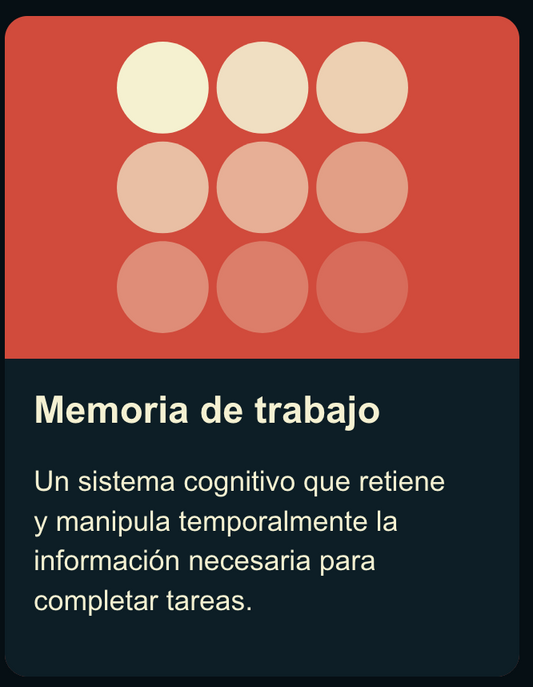 Memoria de trabajo
Un sistema cognitivo que retiene
y manipula temporalmente la
información necesaria para
completar tareas.